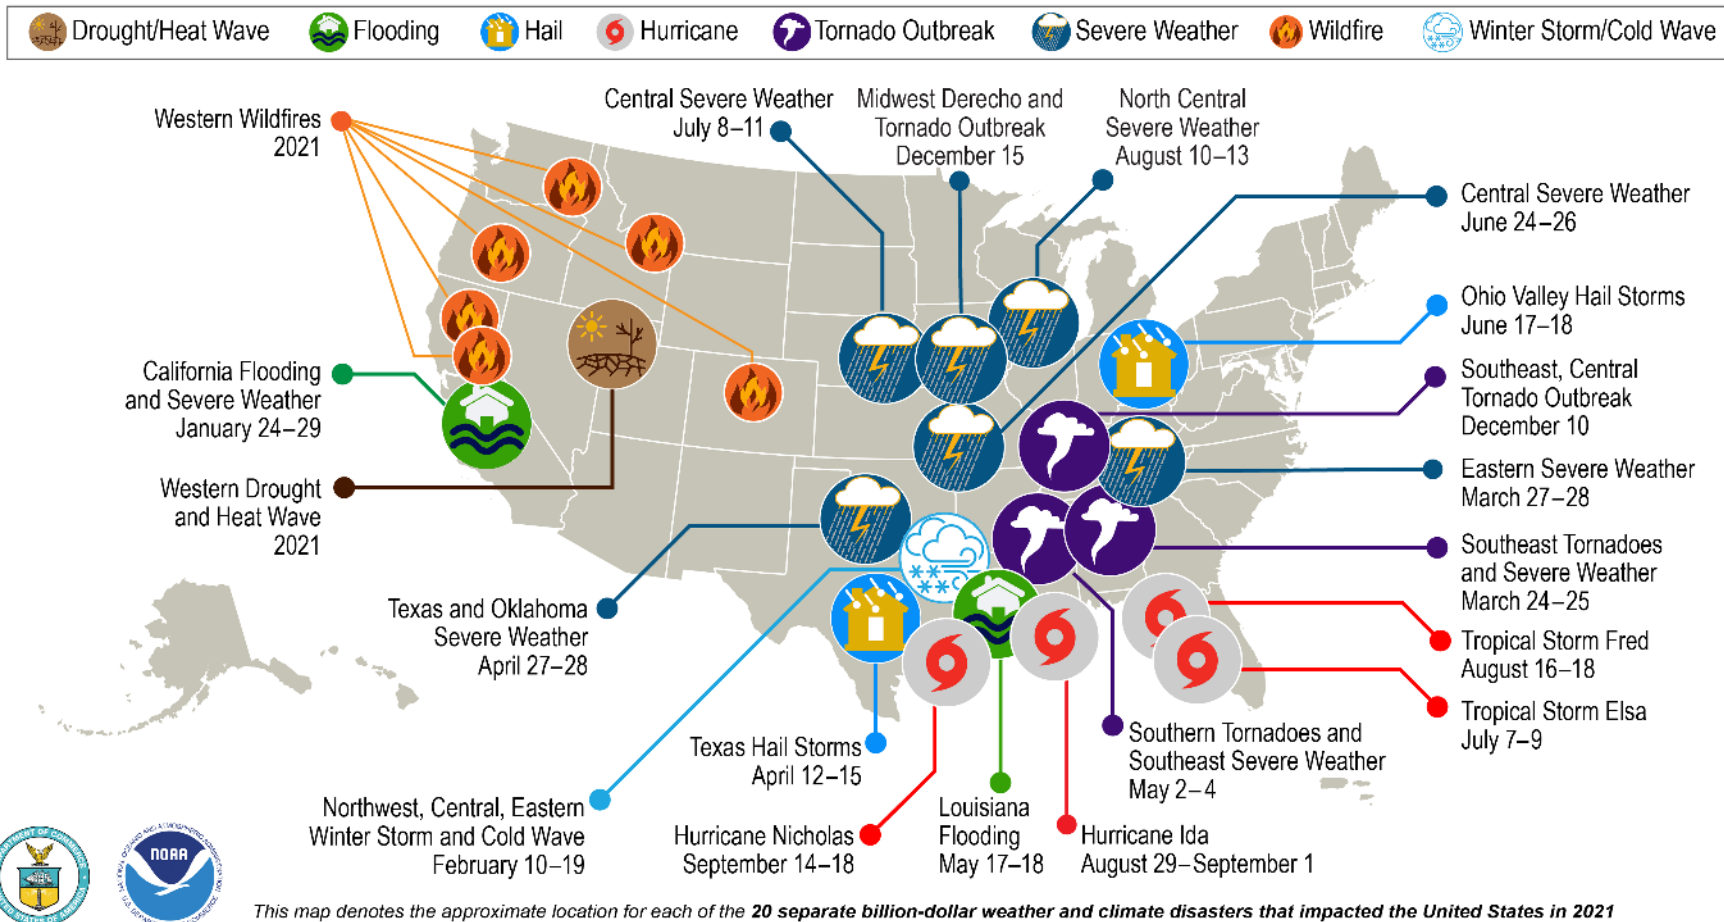 Drought/Heat Wave Flooding Hail Hurricane Tornado Outbreak Severe Weather Wildfire Winter Storm/Cold Wave
Western Wildfires
2021
Central Severe Weather
July 8–11
Midwest Derecho and
Tornado Outbreak
December 15
North Central
Severe Weather
August 10–13
Central Severe Weather
June 24–26
Ohio Valley Hail Storms
June 17–18
Southeast, Central
Tornado Outbreak
December 10
Eastern Severe Weather
March 27–28
Southeast Tornadoes
and Severe Weather
March 24–25
Tropical Storm Fred
August 16–18
Tropical Storm Elsa
July 7–9
California Flooding
and Severe Weather
January 24–29
Western Drought
and Heat Wave
2021
Texas and Oklahoma
Severe Weather
April 27–28
Texas Hail Storms
April 12–15
Northwest, Central, Eastern
Winter Storm and Cold Wave
February 10–19
Hurricane Nicholas
September 14–18
Louisiana
Flooding
May 17–18
Hurricane Ida
August 29–September 1
Southern Tornadoes and
Southeast Severe Weather
May 2–4
NOAA
This map denotes the approximate location for each of the 20 separate billion-dollar weather and climate disasters that impacted the United States in 2021